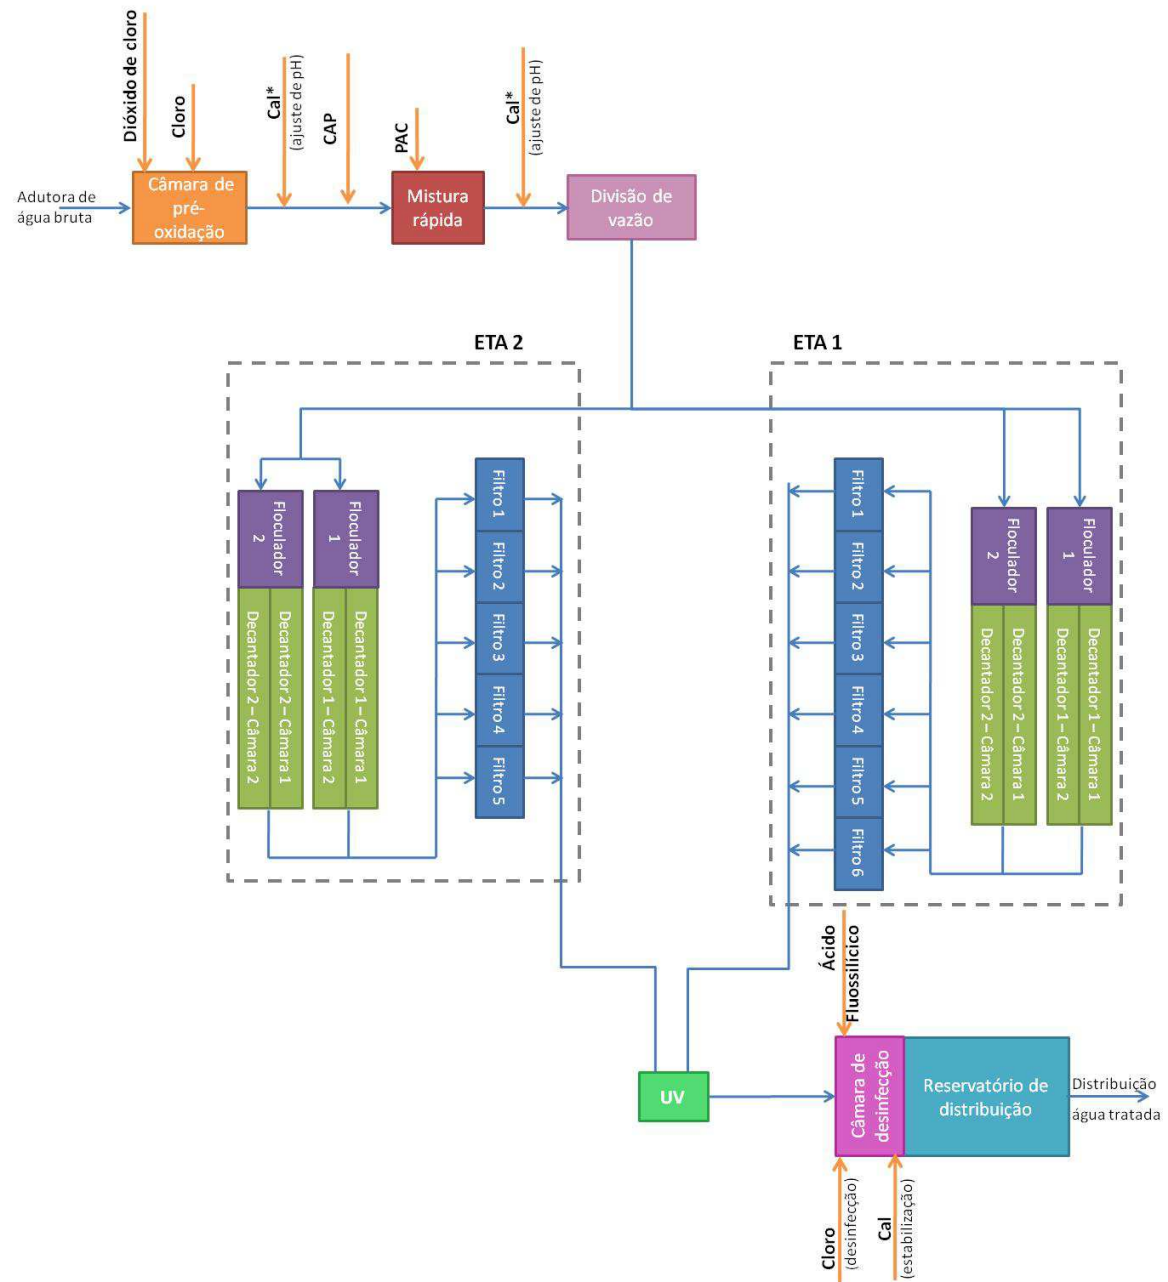 Dióxido de cloro
Cloro
Cal*
(ajuste de pH)
CAP
PAC
Cal*
(ajuste de pH)
Adutora de
água bruta
Câmara de
pré-
oxidação
Mistura
rápida
Divisão de
vazão
ETA 2
ETA 1
Floculador
2
Floculador
1
Decantador 2 – Câmara 2
Decantador 2 – Câmara 1
Decantador 1 – Câmara 2
Decantador 1 – Câmara 1
Filtro 1
Filtro 2
Filtro 3
Filtro 4
Filtro 5
Filtro 1
Filtro 2
Filtro 3
Filtro 4
Filtro 5
Filtro 6
Floculador
2
Floculador
1
Decantador 2 – Câmara 2
Decantador 2 – Câmara 1
Decantador 1 – Câmara 2
Decantador 1 – Câmara 1
Ácido
Fluossilícico
UV
Câmara de
desinfecção
Reservatório de
distribuição
Distribuição
água tratada
Cloro
(desinfecção)
Cal
(estabilização)